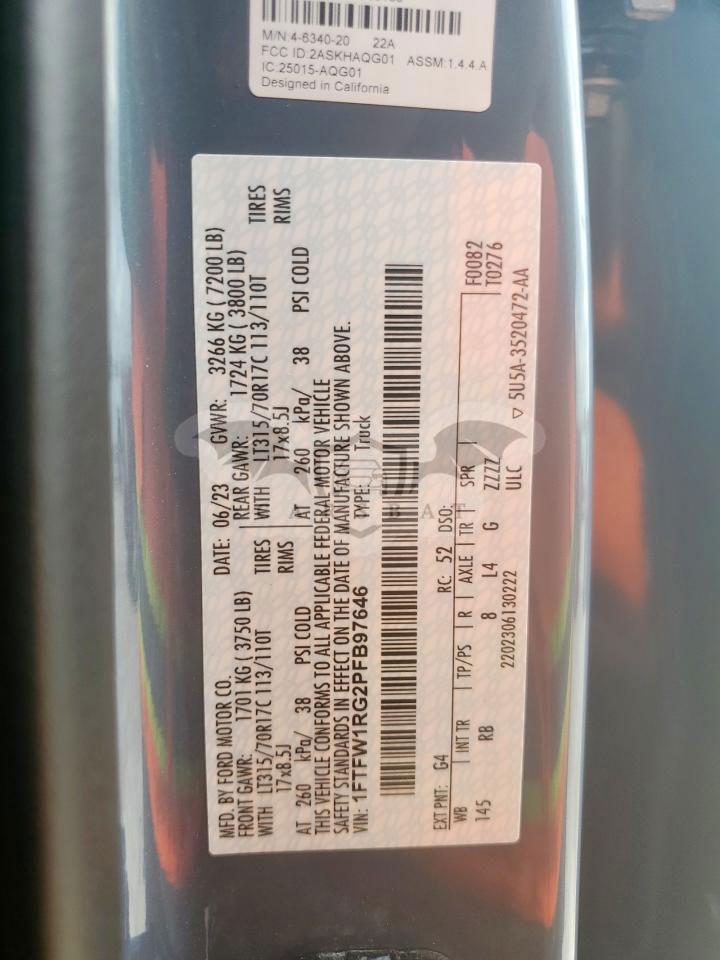 M/N:4-6340-20 22A
FCC ID:2ASKHAQG01 ASSM:1.4.4.A
IC:25015-AQG01
Designed in California
MFD. BY FORD MOTOR CO.
DATE: 06/23 GVWR: 3266 KG ( 7200 LB)
FRONT GAWR: 1701 KG ( 3750 LB) REAR GAWR: 1724 KG ( 3800 LB)
WITH LT315/70R17C 113/110T TIRES WITH LT315/70R17C 113/110T TIRES
17x8.5J RIMS 17x8.5J RIMS
AT 260 kPa/ 38 PSI COLD AT 260 kPa/ 38 PSI COLD
THIS VEHICLE CONFORMS TO ALL APPLICABLE FEDERAL MOTOR VEHICLE
SAFETY STANDARDS IN EFFECT ON THE DATE OF MANUFACTURE SHOWN ABOVE.
VIN: 1FTFW1RG2PFB97646 TYPE: Truck
F0082
T0276
EXT PNT: G4 RC: 52 DSO:
WB INT TR TP/PS R AXLE TR SPR
145 RB 8 L4 G ZZZZ
ULC
2202306130222 ▽ 5U5A-3520472-AA